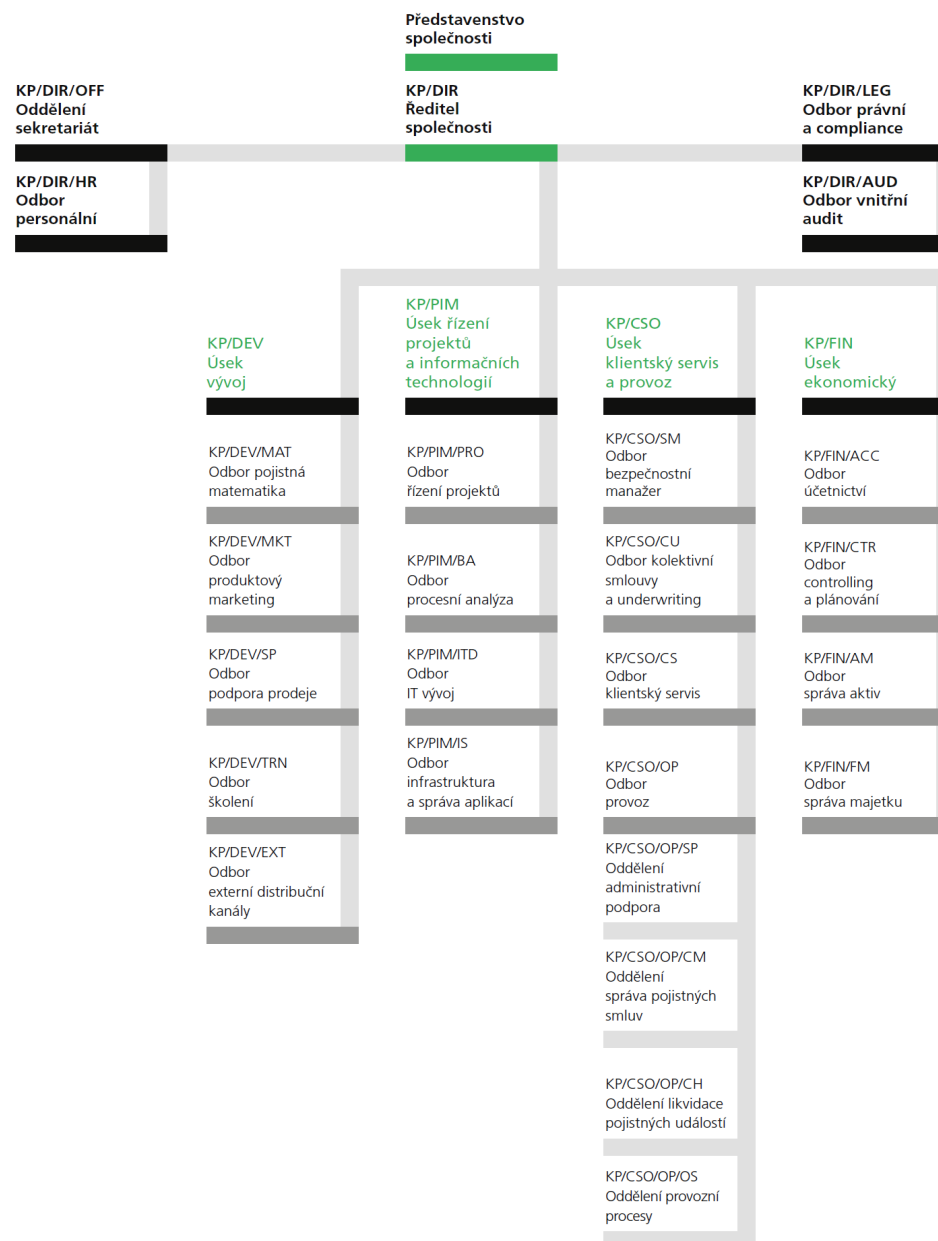 Představenstvo
společnosti
KP/DIR/OFF
Oddělení
sekretariát
KP/DIR
Ředitel
společnosti
KP/DIR/LEG
Odbor právní
a compliance
KP/DIR/HR
Odbor
personální
KP/DIR/AUD
Odbor vnitřní
audit
KP/DEV
Úsek
vývoj
KP/DEV/MAT
Odbor pojistná
matematika
KP/DEV/MKT
Odbor
produktový
marketing
KP/DEV/SP
Odbor
podpora prodeje
KP/DEV/TRN
Odbor
školení
KP/DEV/EXT
Odbor
externí distribuční
kanály
KP/PIM
Úsek řízení
projektů
a informačních
technologií
KP/PIM/PRO
Odbor
řízení projektů
KP/PIM/BA
Odbor
procesní analýza
KP/PIM/ITD
Odbor
IT vývoj
KP/PIM/IS
Odbor
infrastruktura
a správa aplikací
KP/CSO
Úsek
klientský servis
a provoz
KP/CSO/SM
Odbor
bezpečnostní
manažer
KP/CSO/CU
Odbor kolektivní
smlouvy
a underwriting
KP/CSO/CS
Odbor
klientský servis
KP/CSO/OP
Odbor
provoz
KP/CSO/OP/SP
Oddělení
administrativní
podpora
KP/CSO/OP/CM
Oddělení
správa pojistných
smluv
KP/CSO/OP/CH
Oddělení likvidace
pojistných událostí
KP/CSO/OP/OS
Oddělení provozní
procesy
KP/FIN
Úsek
ekonomický
KP/FIN/ACC
Odbor
účetnictví
KP/FIN/CTR
Odbor
controlling
a plánování
KP/FIN/AM
Odbor
správa aktiv
KP/FIN/FM
Odbor
správa majetku